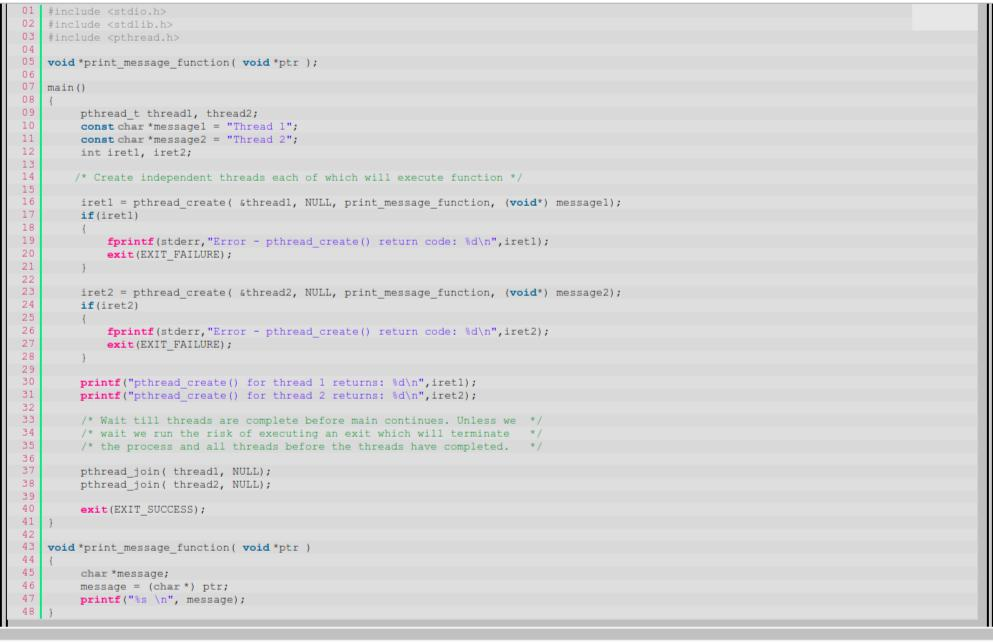 01 #include <stdio.h>
02 #include <stdlib.h>
03 #include <pthread.h>
04
05 void *print_message_function( void *ptr );
06
07 main()
08 {
09      pthread_t thread1, thread2;
10      const char *message1 = "Thread 1";
11      const char *message2 = "Thread 2";
12      int iret1, iret2;
13
14     /* Create independent threads each of which will execute function */
15
16      iret1 = pthread_create( &thread1, NULL, print_message_function, (void*) message1);
17      if(iret1)
18      {
19          fprintf(stderr,"Error - pthread_create() return code: %d\n",iret1);
20          exit(EXIT_FAILURE);
21      }
22
23      iret2 = pthread_create( &thread2, NULL, print_message_function, (void*) message2);
24      if(iret2)
25      {
26          fprintf(stderr,"Error - pthread_create() return code: %d\n",iret2);
27          exit(EXIT_FAILURE);
28      }
29
30      printf("pthread_create() for thread 1 returns: %d\n",iret1);
31      printf("pthread_create() for thread 2 returns: %d\n",iret2);
32
33      /* Wait till threads are complete before main continues. Unless we  */
34      /* wait we run the risk of executing an exit which will terminate   */
35      /* the process and all threads before the threads have completed.   */
36
37      pthread_join( thread1, NULL);
38      pthread_join( thread2, NULL);
39
40      exit(EXIT_SUCCESS);
41 }
42
43 void *print_message_function( void *ptr )
44 {
45      char *message;
46      message = (char *) ptr;
47      printf("%s \n", message);
48 }